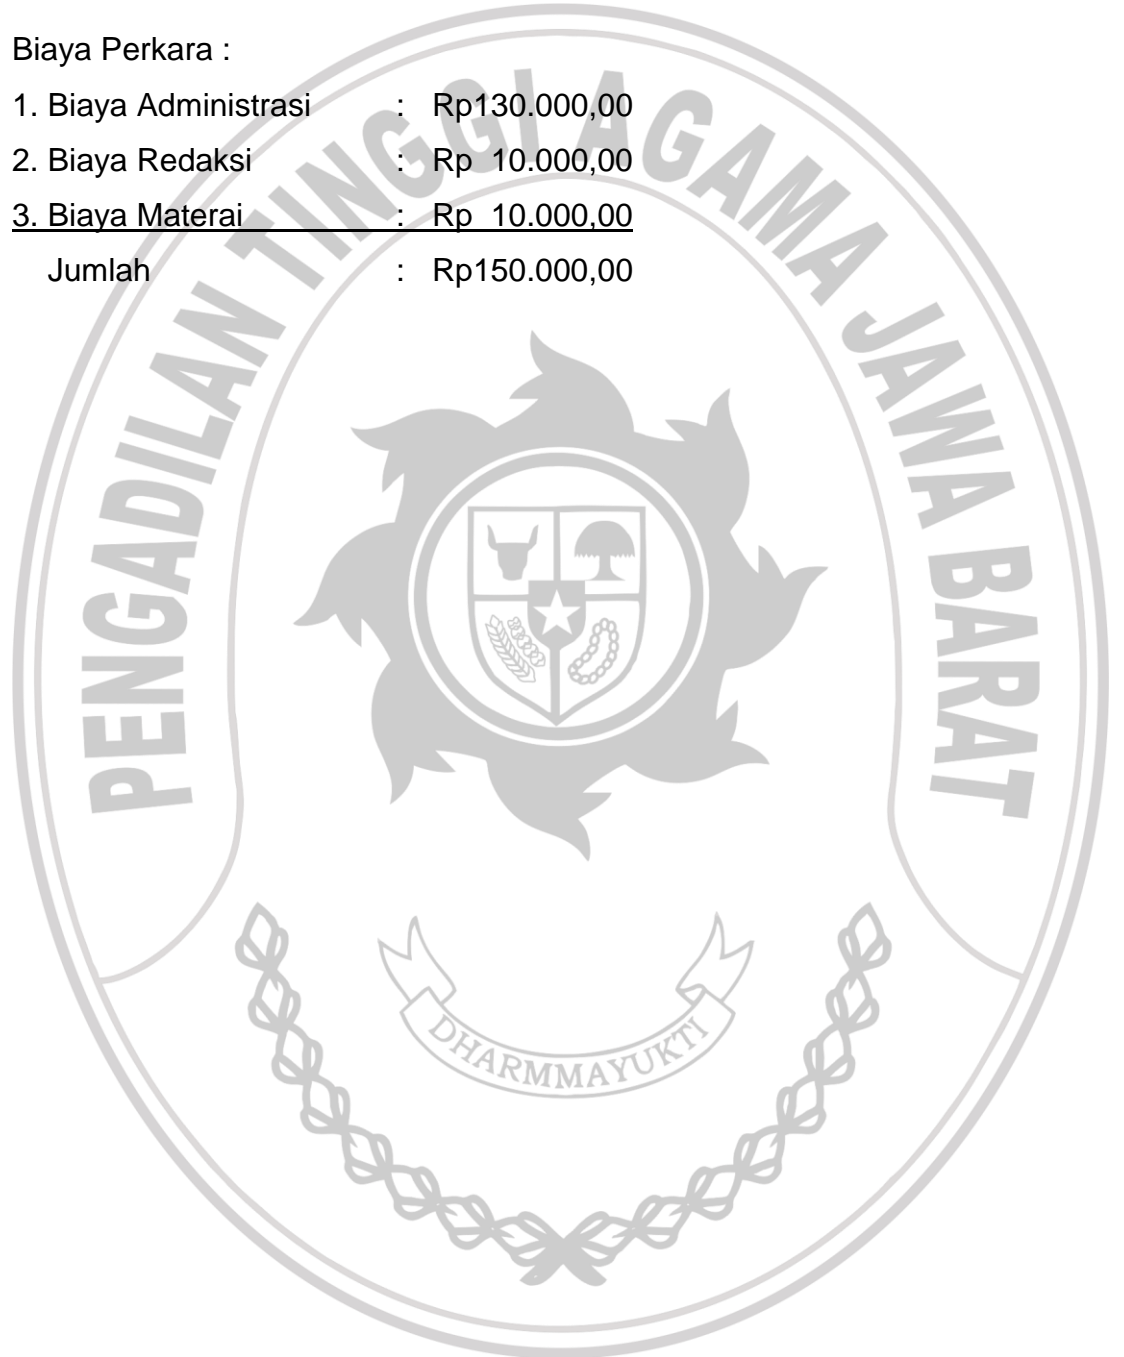 Biaya Perkara :
1. Biaya Administrasi : Rp130.000,00
2. Biaya Redaksi : Rp 10.000,00
3. Biaya Materai : Rp 10.000,00
Jumlah : Rp150.000,00
PENGADILAN TINGGI AGAMA JAWA BARAT
DHARMMAYUKTI